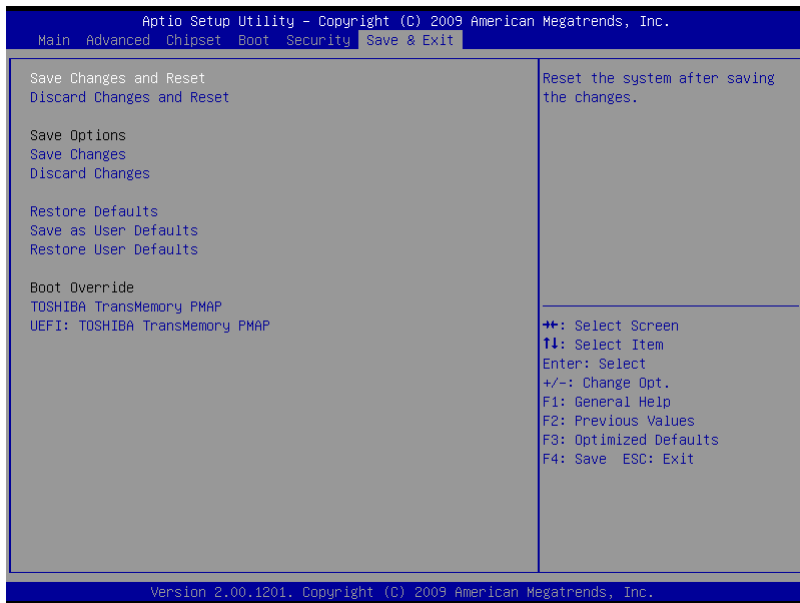 Aptio Setup Utility – Copyright (C) 2009 American Megatrends, Inc.
Main Advanced Chipset Boot Security Save & Exit
Save Changes and Reset
Discard Changes and Reset
Save Options
Save Changes
Discard Changes
Restore Defaults
Save as User Defaults
Restore User Defaults
Boot Override
TOSHIBA TransMemory PMAP
UEFI: TOSHIBA TransMemory PMAP
Reset the system after saving
the changes.
→←: Select Screen
↑↓: Select Item
Enter: Select
+/-: Change Opt.
F1: General Help
F2: Previous Values
F3: Optimized Defaults
F4: Save ESC: Exit
Version 2.00.1201. Copyright (C) 2009 American Megatrends, Inc.